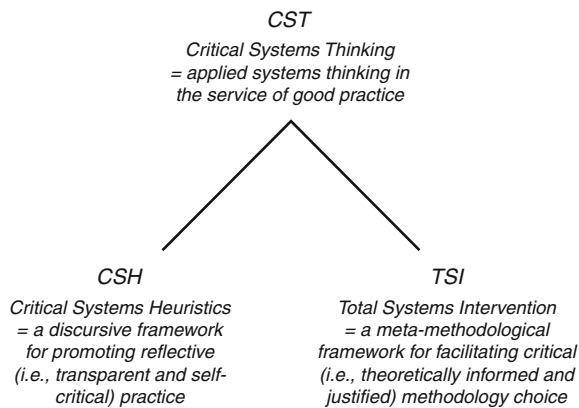 CST
Critical Systems Thinking
= applied systems thinking in
the service of good practice
CSH
Critical Systems Heuristics
= a discursive framework
for promoting reflective
(i.e., transparent and self-
critical) practice
TSI
Total Systems Intervention
= a meta-methodological
framework for facilitating critical
(i.e., theoretically informed and
justified) methodology choice